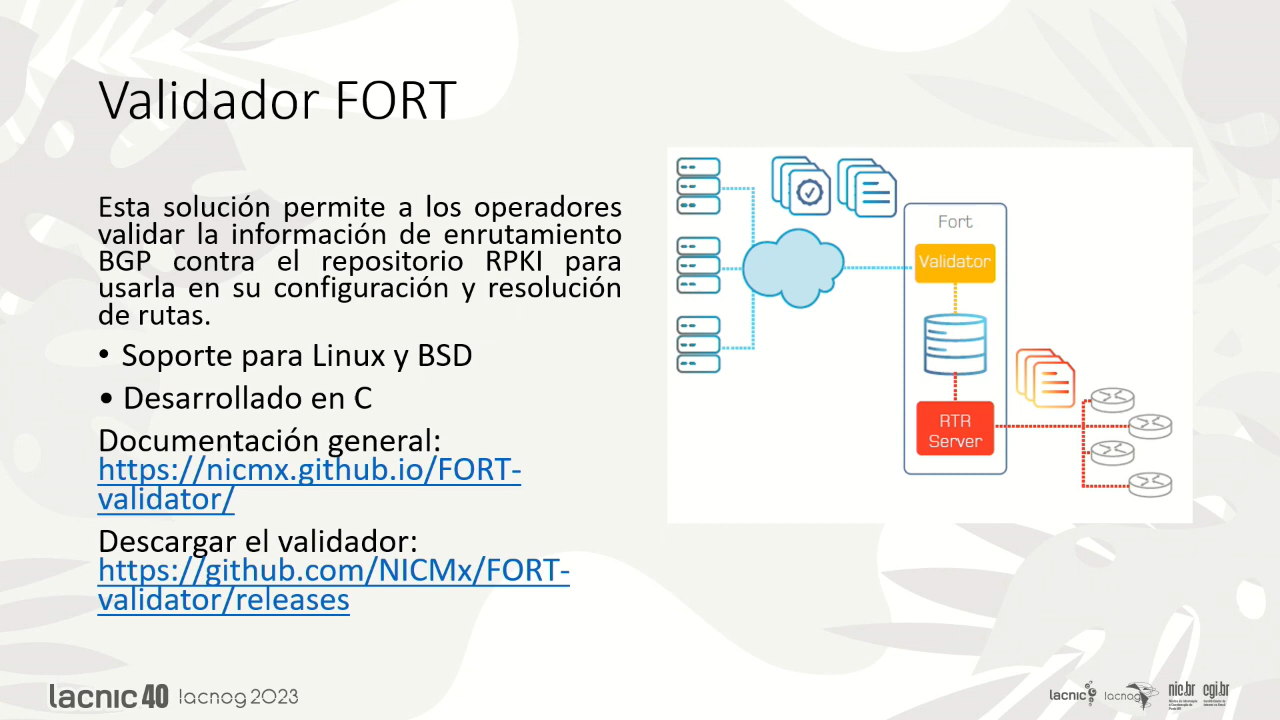 Validador FORT
Esta solución permite a los operadores
validar la información de enrutamiento
BGP contra el repositorio RPKI para
usarla en su configuración y resolución
de rutas.
• Soporte para Linux y BSD
• Desarrollado en C
Documentación general:
https://nicmx.github.io/FORT-
validator/
Descargar el validador:
https://github.com/NICMx/FORT-
validator/releases
Fort
Validator
RTR
Server
lacnic 40 lacnog 2023
lacnic lacnog nic.br cgi.br